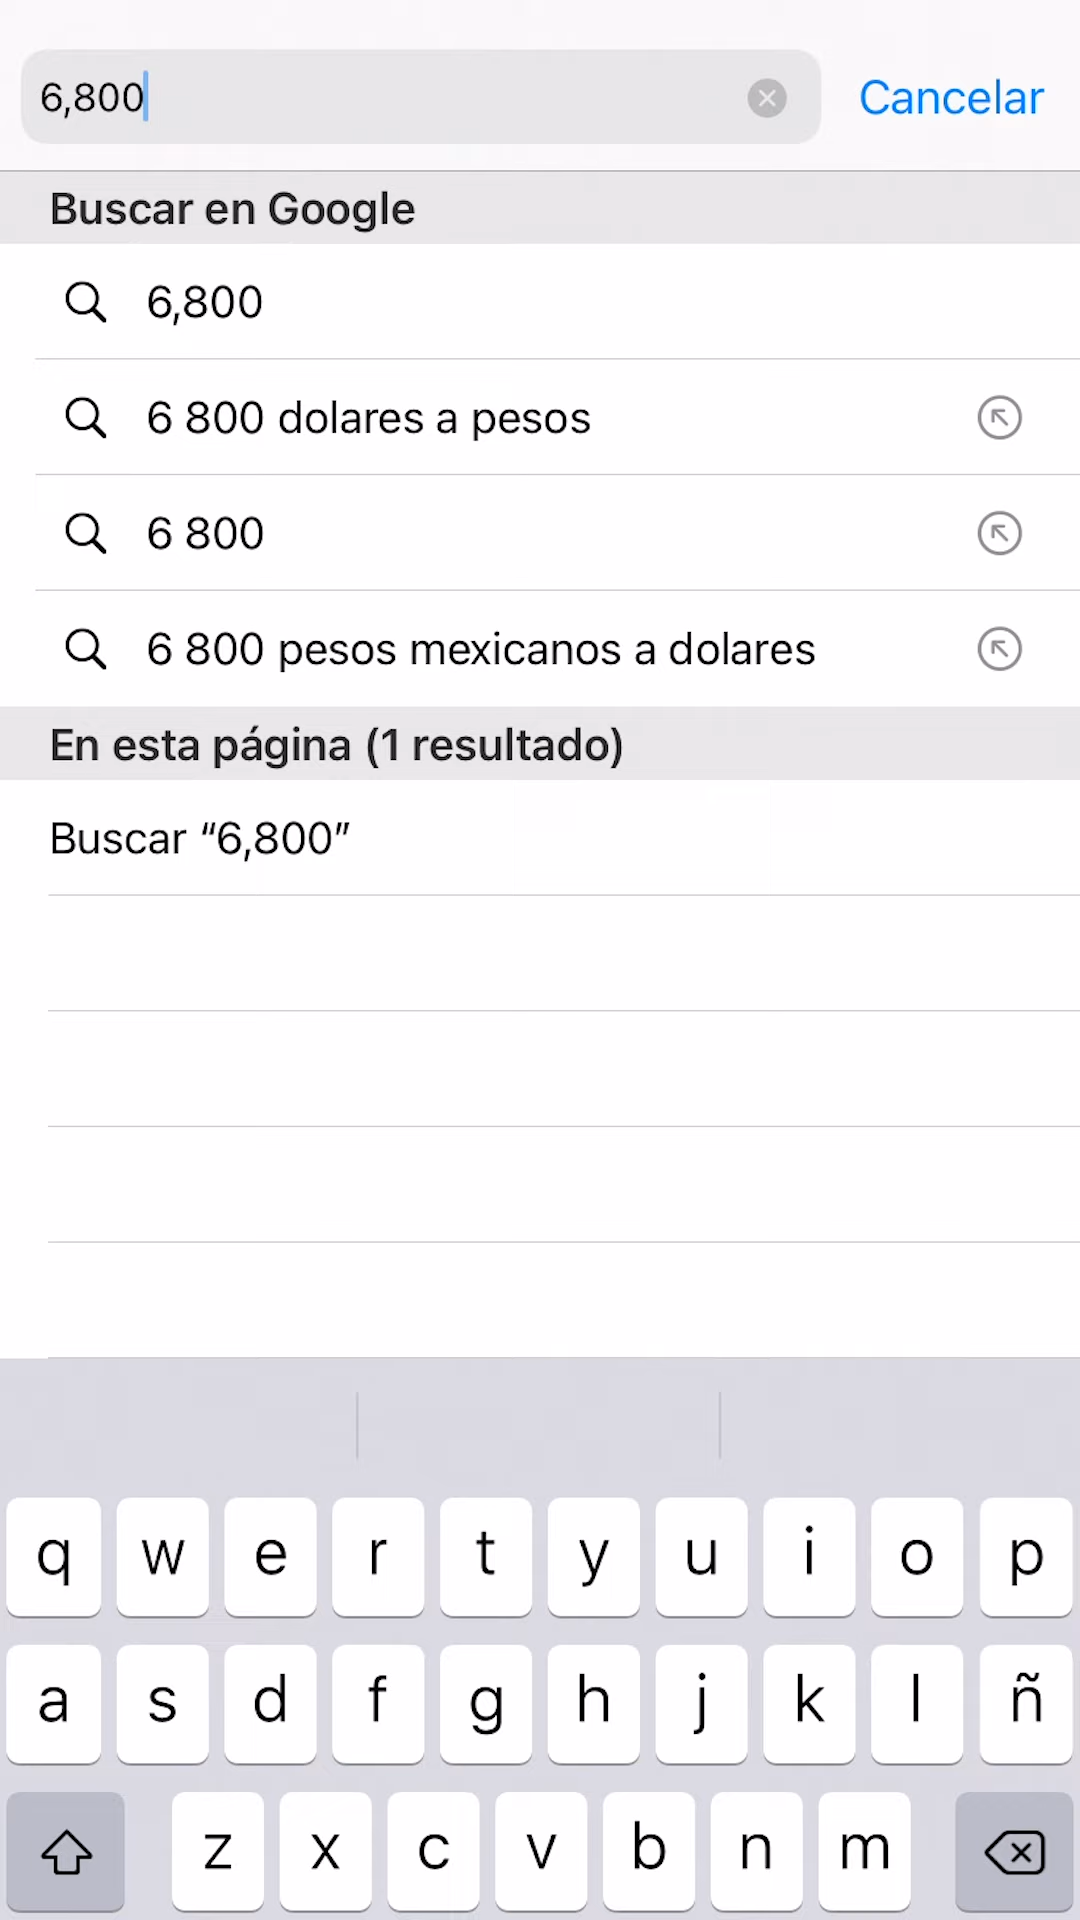 6,800
Cancelar
Buscar en Google
6,800
6 800 dolares a pesos
6 800
6 800 pesos mexicanos a dolares
En esta página (1 resultado)
Buscar “6,800”
q w e r t y u i o p
a s d f g h j k l ñ
z x c v b n m